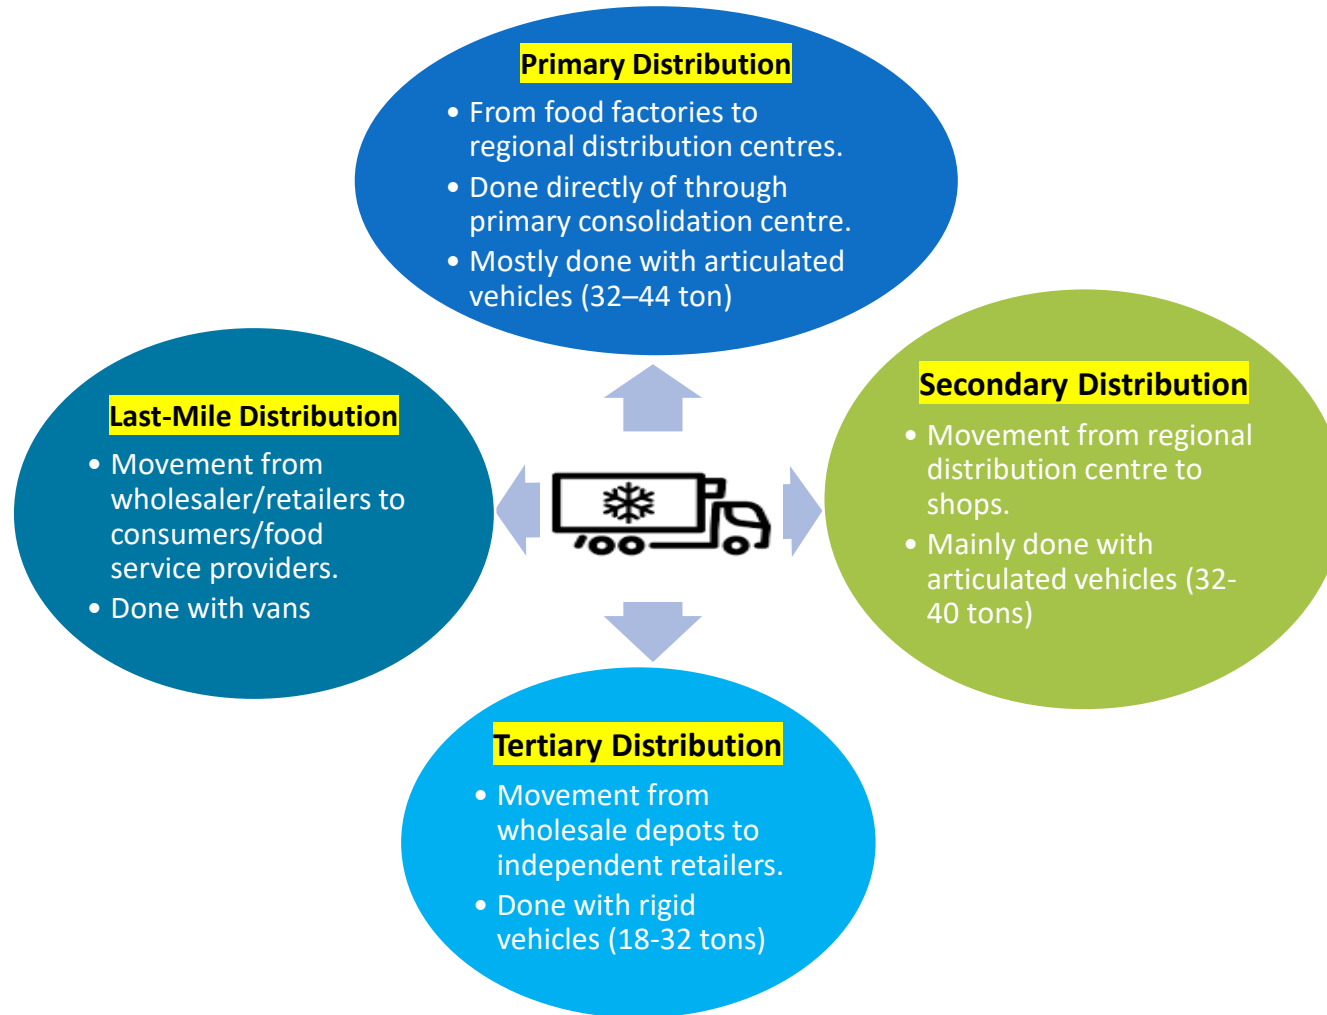 Primary Distribution
• From food factories to
regional distribution centres.
• Done directly of through
primary consolidation centre.
• Mostly done with articulated
vehicles (32–44 ton)
Secondary Distribution
• Movement from regional
distribution centre to
shops.
• Mainly done with
articulated vehicles (32-
40 tons)
Last-Mile Distribution
• Movement from
wholesaler/retailers to
consumers/food
service providers.
• Done with vans
Tertiary Distribution
• Movement from
wholesale depots to
independent retailers.
• Done with rigid
vehicles (18-32 tons)